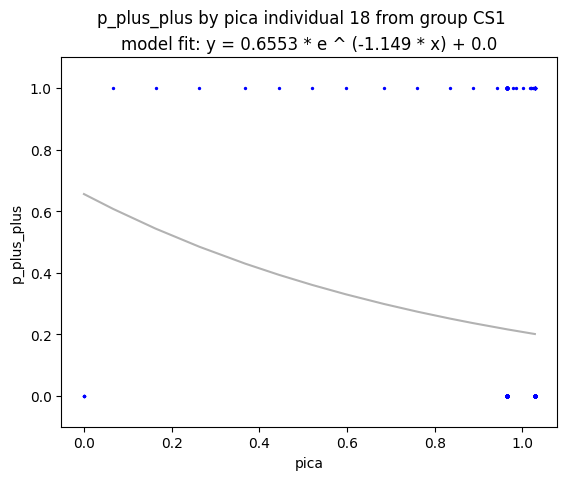 p_plus_plus by pica individual 18 from group CS1
model fit: y = 0.6553 * e ^ (-1.149 * x) + 0.0
1.0
0.8
0.6
0.4
0.2
0.0
p_plus_plus
0.0 0.2 0.4 0.6 0.8 1.0
pica